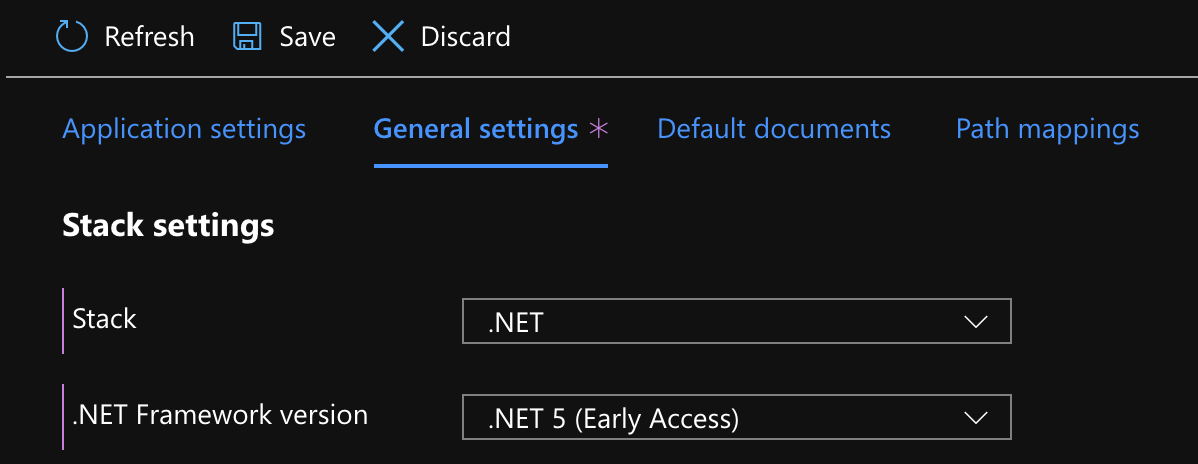 Refresh Save Discard
Application settings General settings * Default documents Path mappings
Stack settings
Stack .NET
.NET Framework version .NET 5 (Early Access)